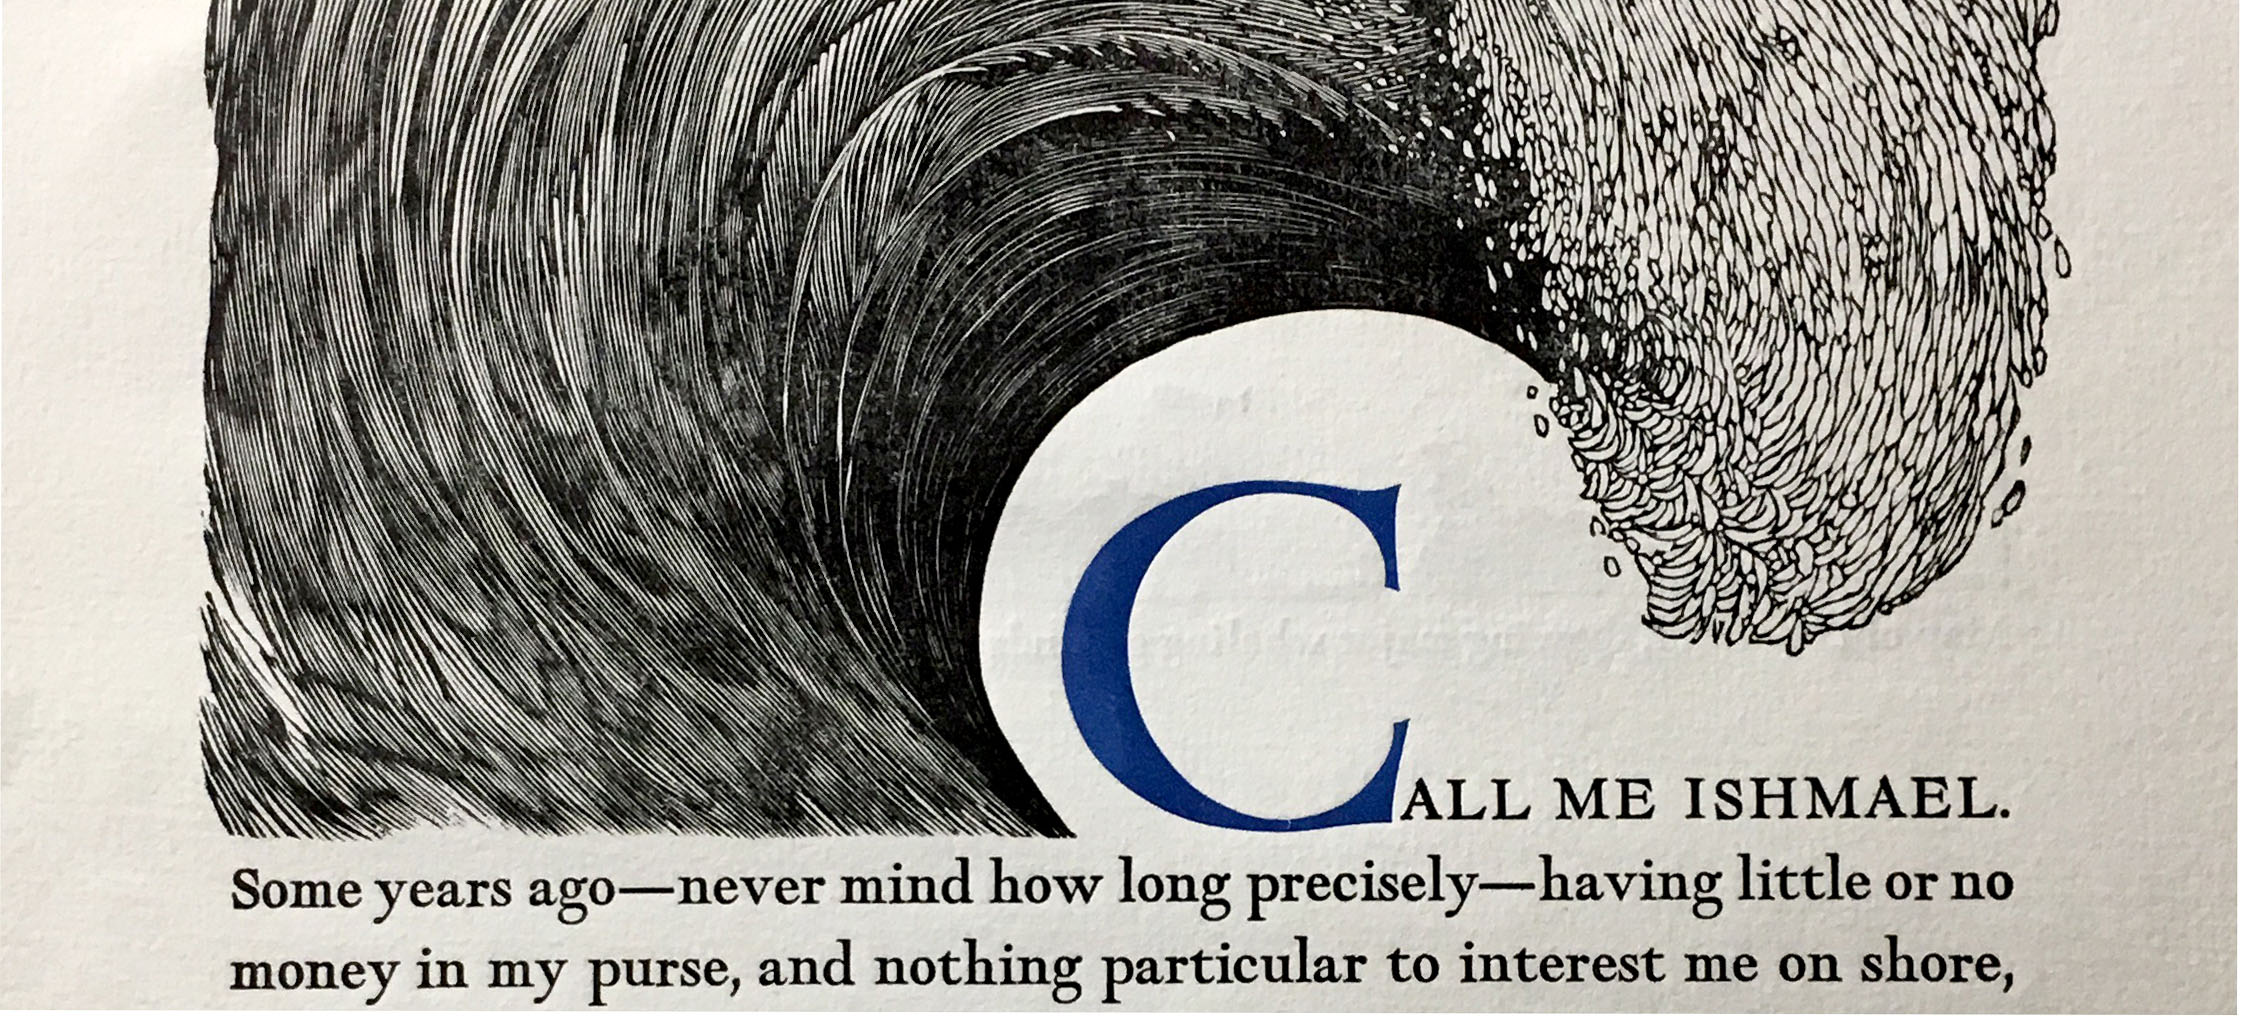 CALL ME ISHMAEL.
Some years ago—never mind how long precisely—having little or no
money in my purse, and nothing particular to interest me on shore,